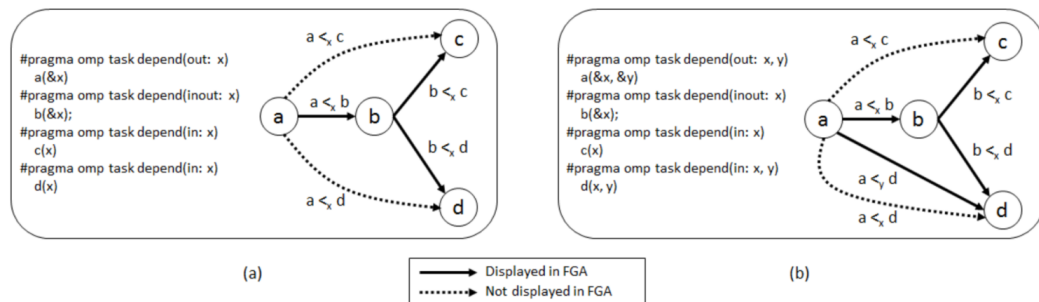 #pragma omp task depend(out: x)
a(&x)
#pragma omp task depend(inout: x)
b(&x);
#pragma omp task depend(in: x)
c(x)
#pragma omp task depend(in: x)
d(x)
a <x c
c
a <x b
b <x c
a
b
b <x d
a <x d
d
(a)
#pragma omp task depend(out: x, y)
a(&x, &y)
#pragma omp task depend(inout: x)
b(&x);
#pragma omp task depend(in: x)
c(x)
#pragma omp task depend(in: x, y)
d(x, y)
a <x c
c
a <x b
b <x c
a
b
b <x d
a <y d
a <x d
d
(b)
Displayed in FGA
Not displayed in FGA